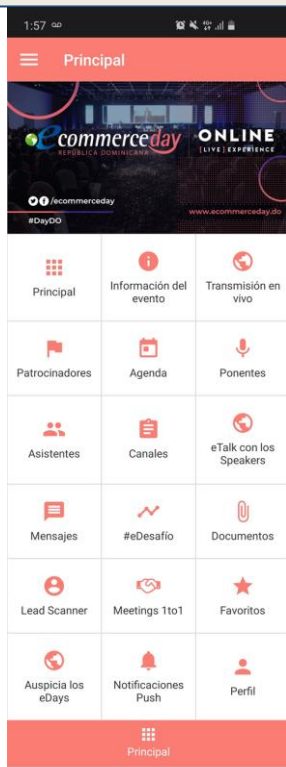 1:57
Principal
ecommerceday
REPÚBLICA DOMINICANA
ONLINE
[LIVE] EXPERIENCE
/ecommerceday
www.ecommerceday.do
#DayDO
Principal
Información del
evento
Transmisión en
vivo
Patrocinadores
Agenda
Ponentes
Asistentes
Canales
eTalk con los
Speakers
Mensajes
#eDesafío
Documentos
Lead Scanner
Meetings 1to1
Favoritos
Auspicia los
eDays
Notificaciones
Push
Perfil
Principal